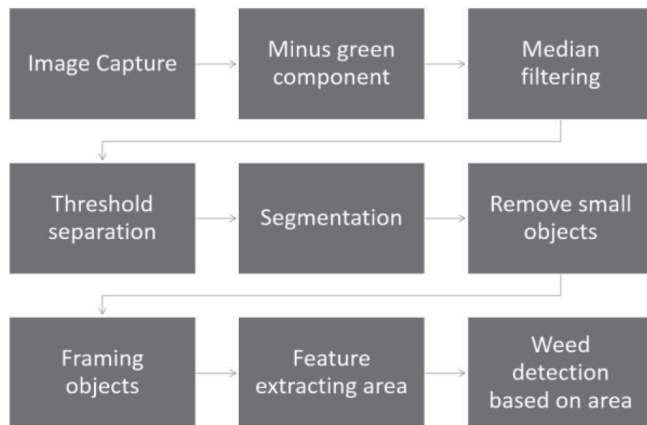 Image Capture
Minus green
component
Median
filtering
Threshold
separation
Segmentation
Remove small
objects
Framing
objects
Feature
extracting area
Weed
detection
based on area